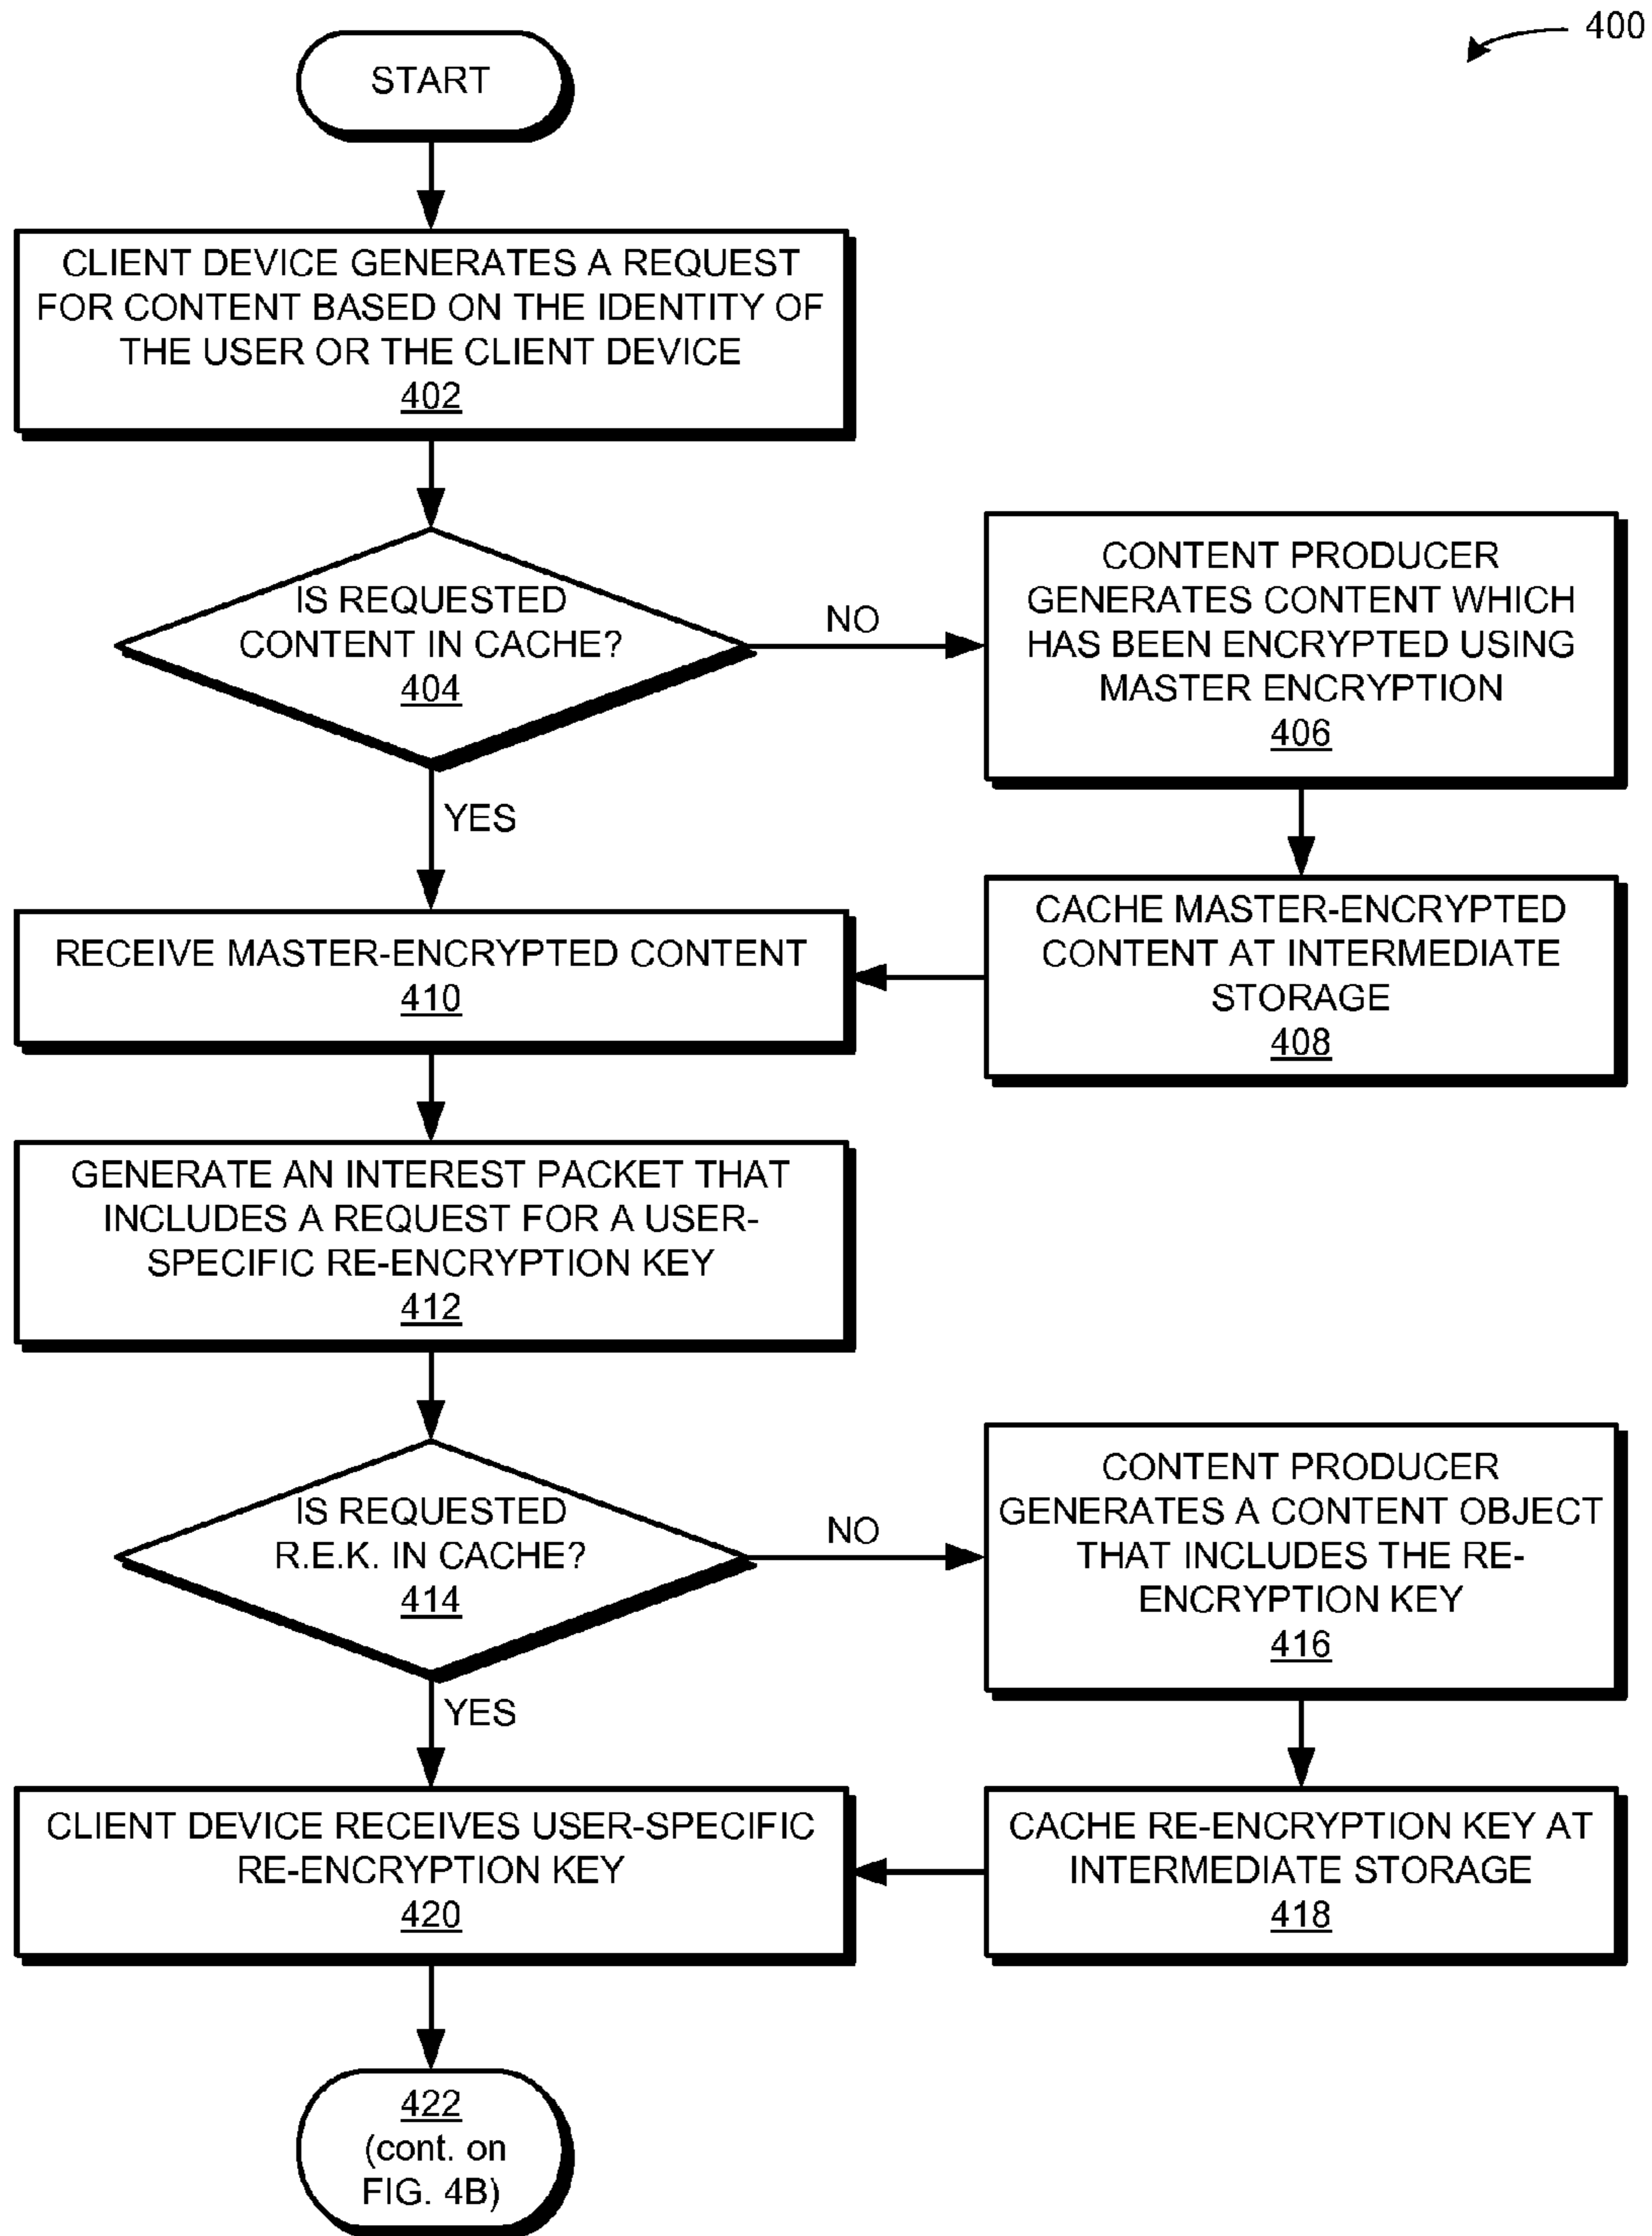 400
START
CLIENT DEVICE GENERATES A REQUEST
FOR CONTENT BASED ON THE IDENTITY OF
THE USER OR THE CLIENT DEVICE
402
IS REQUESTED
CONTENT IN CACHE?
404
NO
YES
CONTENT PRODUCER
GENERATES CONTENT WHICH
HAS BEEN ENCRYPTED USING
MASTER ENCRYPTION
406
CACHE MASTER-ENCRYPTED
CONTENT AT INTERMEDIATE
STORAGE
408
RECEIVE MASTER-ENCRYPTED CONTENT
410
GENERATE AN INTEREST PACKET THAT
INCLUDES A REQUEST FOR A USER-
SPECIFIC RE-ENCRYPTION KEY
412
IS REQUESTED
R.E.K. IN CACHE?
414
NO
YES
CONTENT PRODUCER
GENERATES A CONTENT OBJECT
THAT INCLUDES THE RE-
ENCRYPTION KEY
416
CACHE RE-ENCRYPTION KEY AT
INTERMEDIATE STORAGE
418
CLIENT DEVICE RECEIVES USER-SPECIFIC
RE-ENCRYPTION KEY
420
422
(cont. on
FIG. 4B)